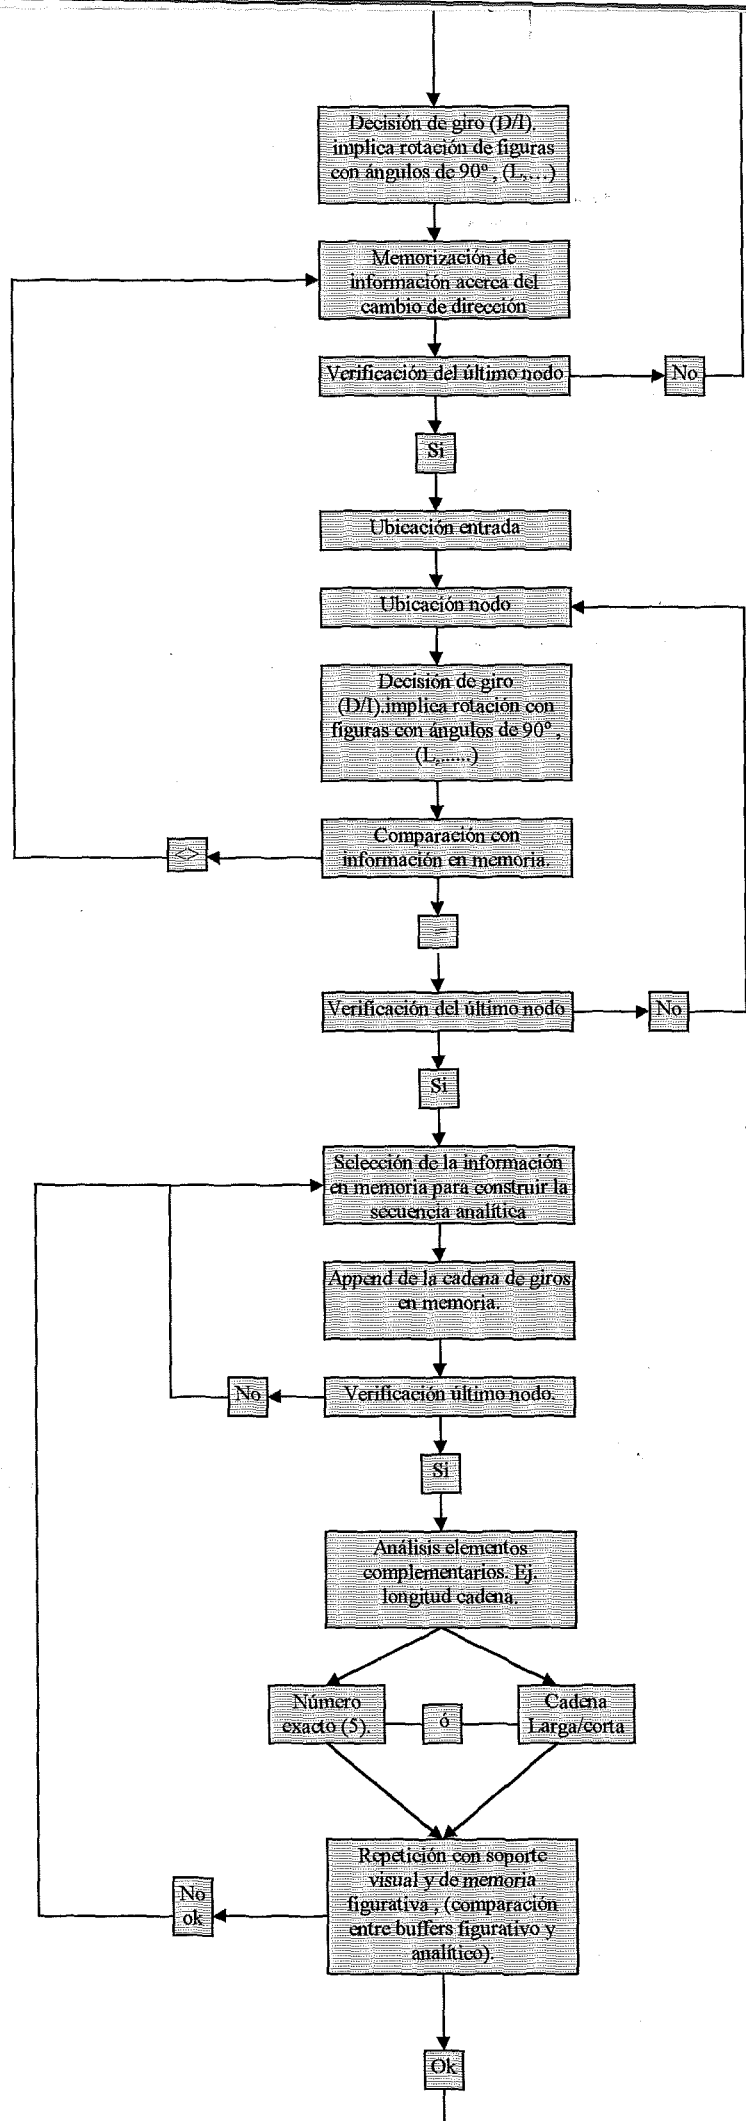 Decisión de giro (D/I).
implica rotación de figuras
con ángulos de 90º , (L,…)
Memorización de
información acerca del
cambio de dirección
Verificación del último nodo
No
Si
Ubicación entrada
Ubicación nodo
Decisión de giro
(D/I).implica rotación con
figuras con ángulos de 90º ,
(L,......)
Comparación con
información en memoria.
<>
=
Verificación del último nodo
No
Si
Selección de la información
en memoria para construir la
secuencia analítica
Append de la cadena de giros
en memoria.
Verificación último nodo.
No
Si
Análisis elementos
complementarios. Ej.
longitud cadena.
Número
exacto (5).
ó
Cadena
Larga/corta
Repetición con soporte
visual y de memoria
figurativa , (comparación
entre buffers figurativo y
analítico).
No
ok
Ok